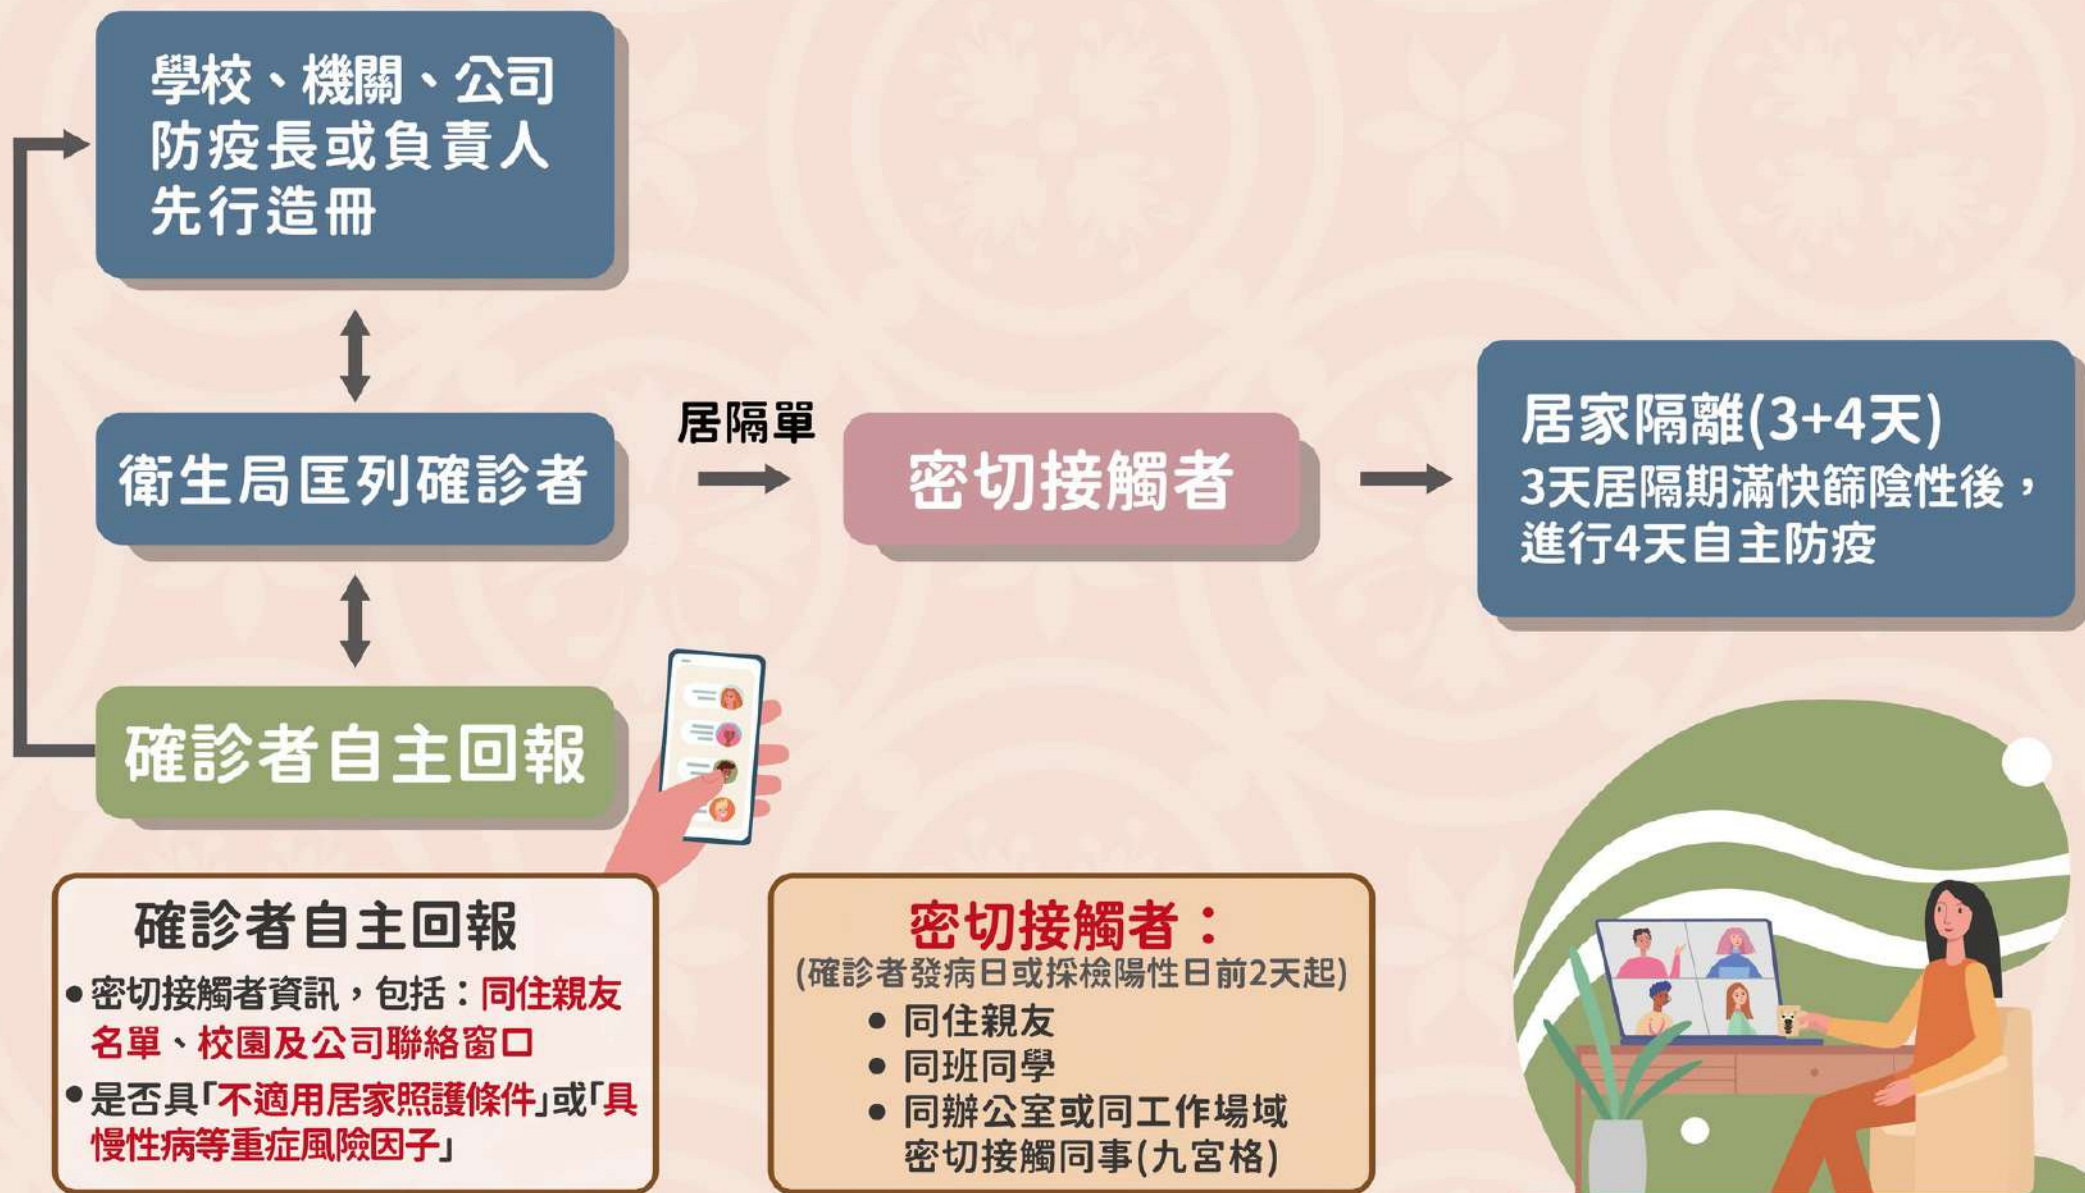 學校、機關、公司
防疫長或負責人
先行造冊
衛生局匡列確診者
居隔單
密切接觸者
居家隔離(3+4天)
3天居隔期滿快篩陰性後，
進行4天自主防疫
確診者自主回報
確診者自主回報
●密切接觸者資訊，包括：同住親友
名單、校園及公司聯絡窗口
●是否具「不適用居家照護條件」或「具
慢性病等重症風險因子」
密切接觸者：
(確診者發病日或採檢陽性日前2天起)
● 同住親友
● 同班同學
● 同辦公室或同工作場域
密切接觸同事(九宮格)